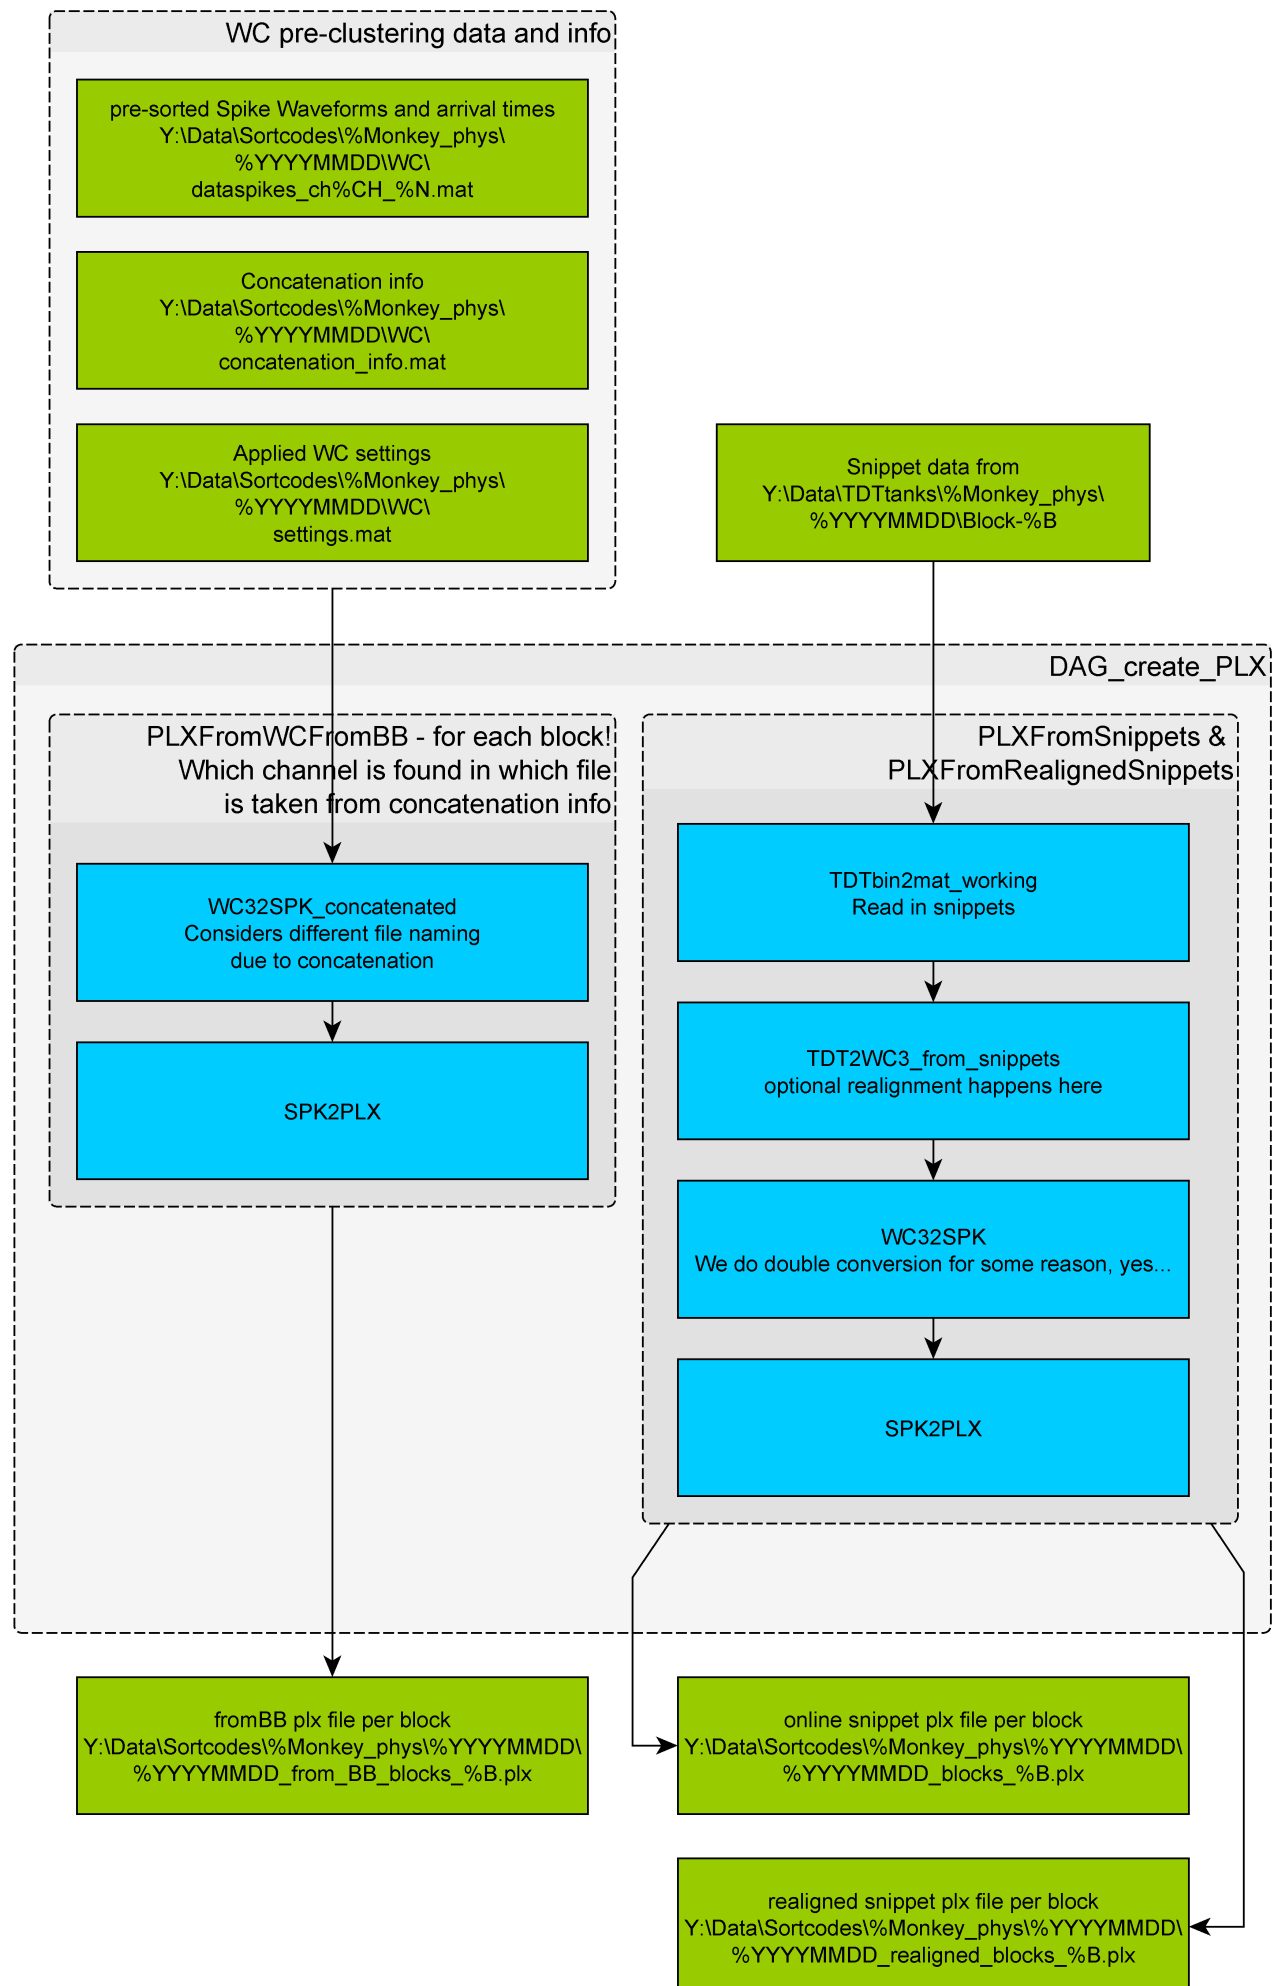 WC pre-clustering data and info
pre-sorted Spike Waveforms and arrival times
Y:\Data\Sortcodes\%Monkey_phys\
%YYYYMMDD\WC\
dataspikes_ch%CH_%N.mat
Concatenation info
Y:\Data\Sortcodes\%Monkey_phys\
%YYYYMMDD\WC\
concatenation_info.mat
Applied WC settings
Y:\Data\Sortcodes\%Monkey_phys\
%YYYYMMDD\WC\
settings.mat
Snippet data from
Y:\Data\TDTtanks\%Monkey_phys\
%YYYYMMDD\Block-%B
DAG_create_PLX
PLXFromWCFromBB - for each block!
Which channel is found in which file
is taken from concatenation info
WC32SPK_concatenated
Considers different file naming
due to concatenation
SPK2PLX
PLXFromSnippets &
PLXFromRealignedSnippets
TDTbin2mat_working
Read in snippets
TDT2WC3_from_snippets
optional realignment happens here
WC32SPK
We do double conversion for some reason, yes...
SPK2PLX
fromBB plx file per block
Y:\Data\Sortcodes\%Monkey_phys\%YYYYMMDD\
%YYYYMMDD_from_BB_blocks_%B.plx
online snippet plx file per block
Y:\Data\Sortcodes\%Monkey_phys\%YYYYMMDD\
%YYYYMMDD_blocks_%B.plx
realigned snippet plx file per block
Y:\Data\Sortcodes\%Monkey_phys\%YYYYMMDD\
%YYYYMMDD_realigned_blocks_%B.plx